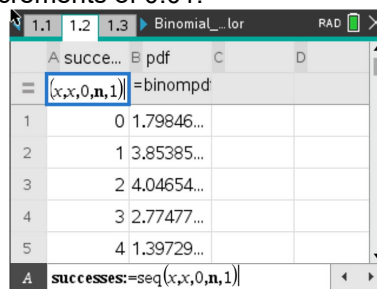 1.1 1.2 1.3 Binomial_...lor RAD
A succe... B pdf C D
= (x,x,0,n,1) =binompd
1 0 1.79846...
2 1 3.85385...
3 2 4.04654...
4 3 2.77477...
5 4 1.39729...
A successes:=seq(x,x,0,n,1)